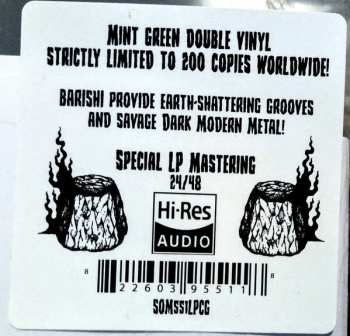 MINT GREEN DOUBLE VINYL
STRICTLY LIMITED TO 200 COPIES WORLDWIDE!
BARISHI PROVIDE EARTH-SHATTERING GROOVES
AND SAVAGE DARK MODERN METAL!
SPECIAL LP MASTERING
24/48
Hi-Res
AUDIO
8 22603 95511 8
SOM551LPCG